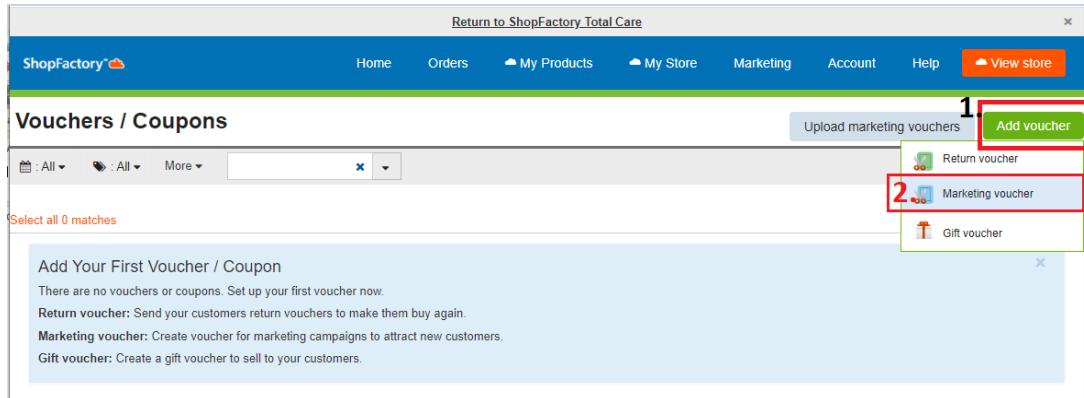 Return to ShopFactory Total Care ×
ShopFactory Home Orders My Products My Store Marketing Account Help View store
Vouchers / Coupons Upload marketing vouchers 1. Add voucher
: All : All More × 
Return voucher
2. Marketing voucher
Gift voucher
Select all 0 matches
Add Your First Voucher / Coupon ×
There are no vouchers or coupons. Set up your first voucher now.
Return voucher: Send your customers return vouchers to make them buy again.
Marketing voucher: Create voucher for marketing campaigns to attract new customers.
Gift voucher: Create a gift voucher to sell to your customers.